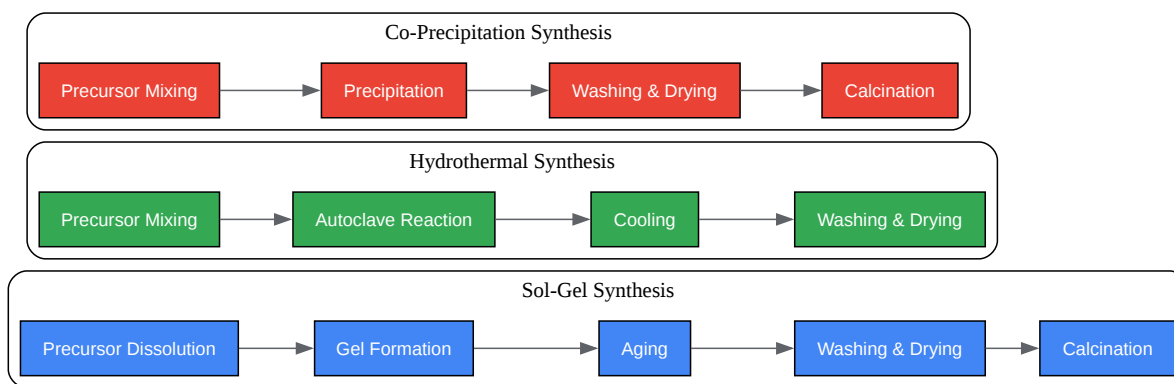 Co-Precipitation Synthesis
Precursor Mixing
Precipitation
Washing & Drying
Calcination
Hydrothermal Synthesis
Precursor Mixing
Autoclave Reaction
Cooling
Washing & Drying
Sol-Gel Synthesis
Precursor Dissolution
Gel Formation
Aging
Washing & Drying
Calcination